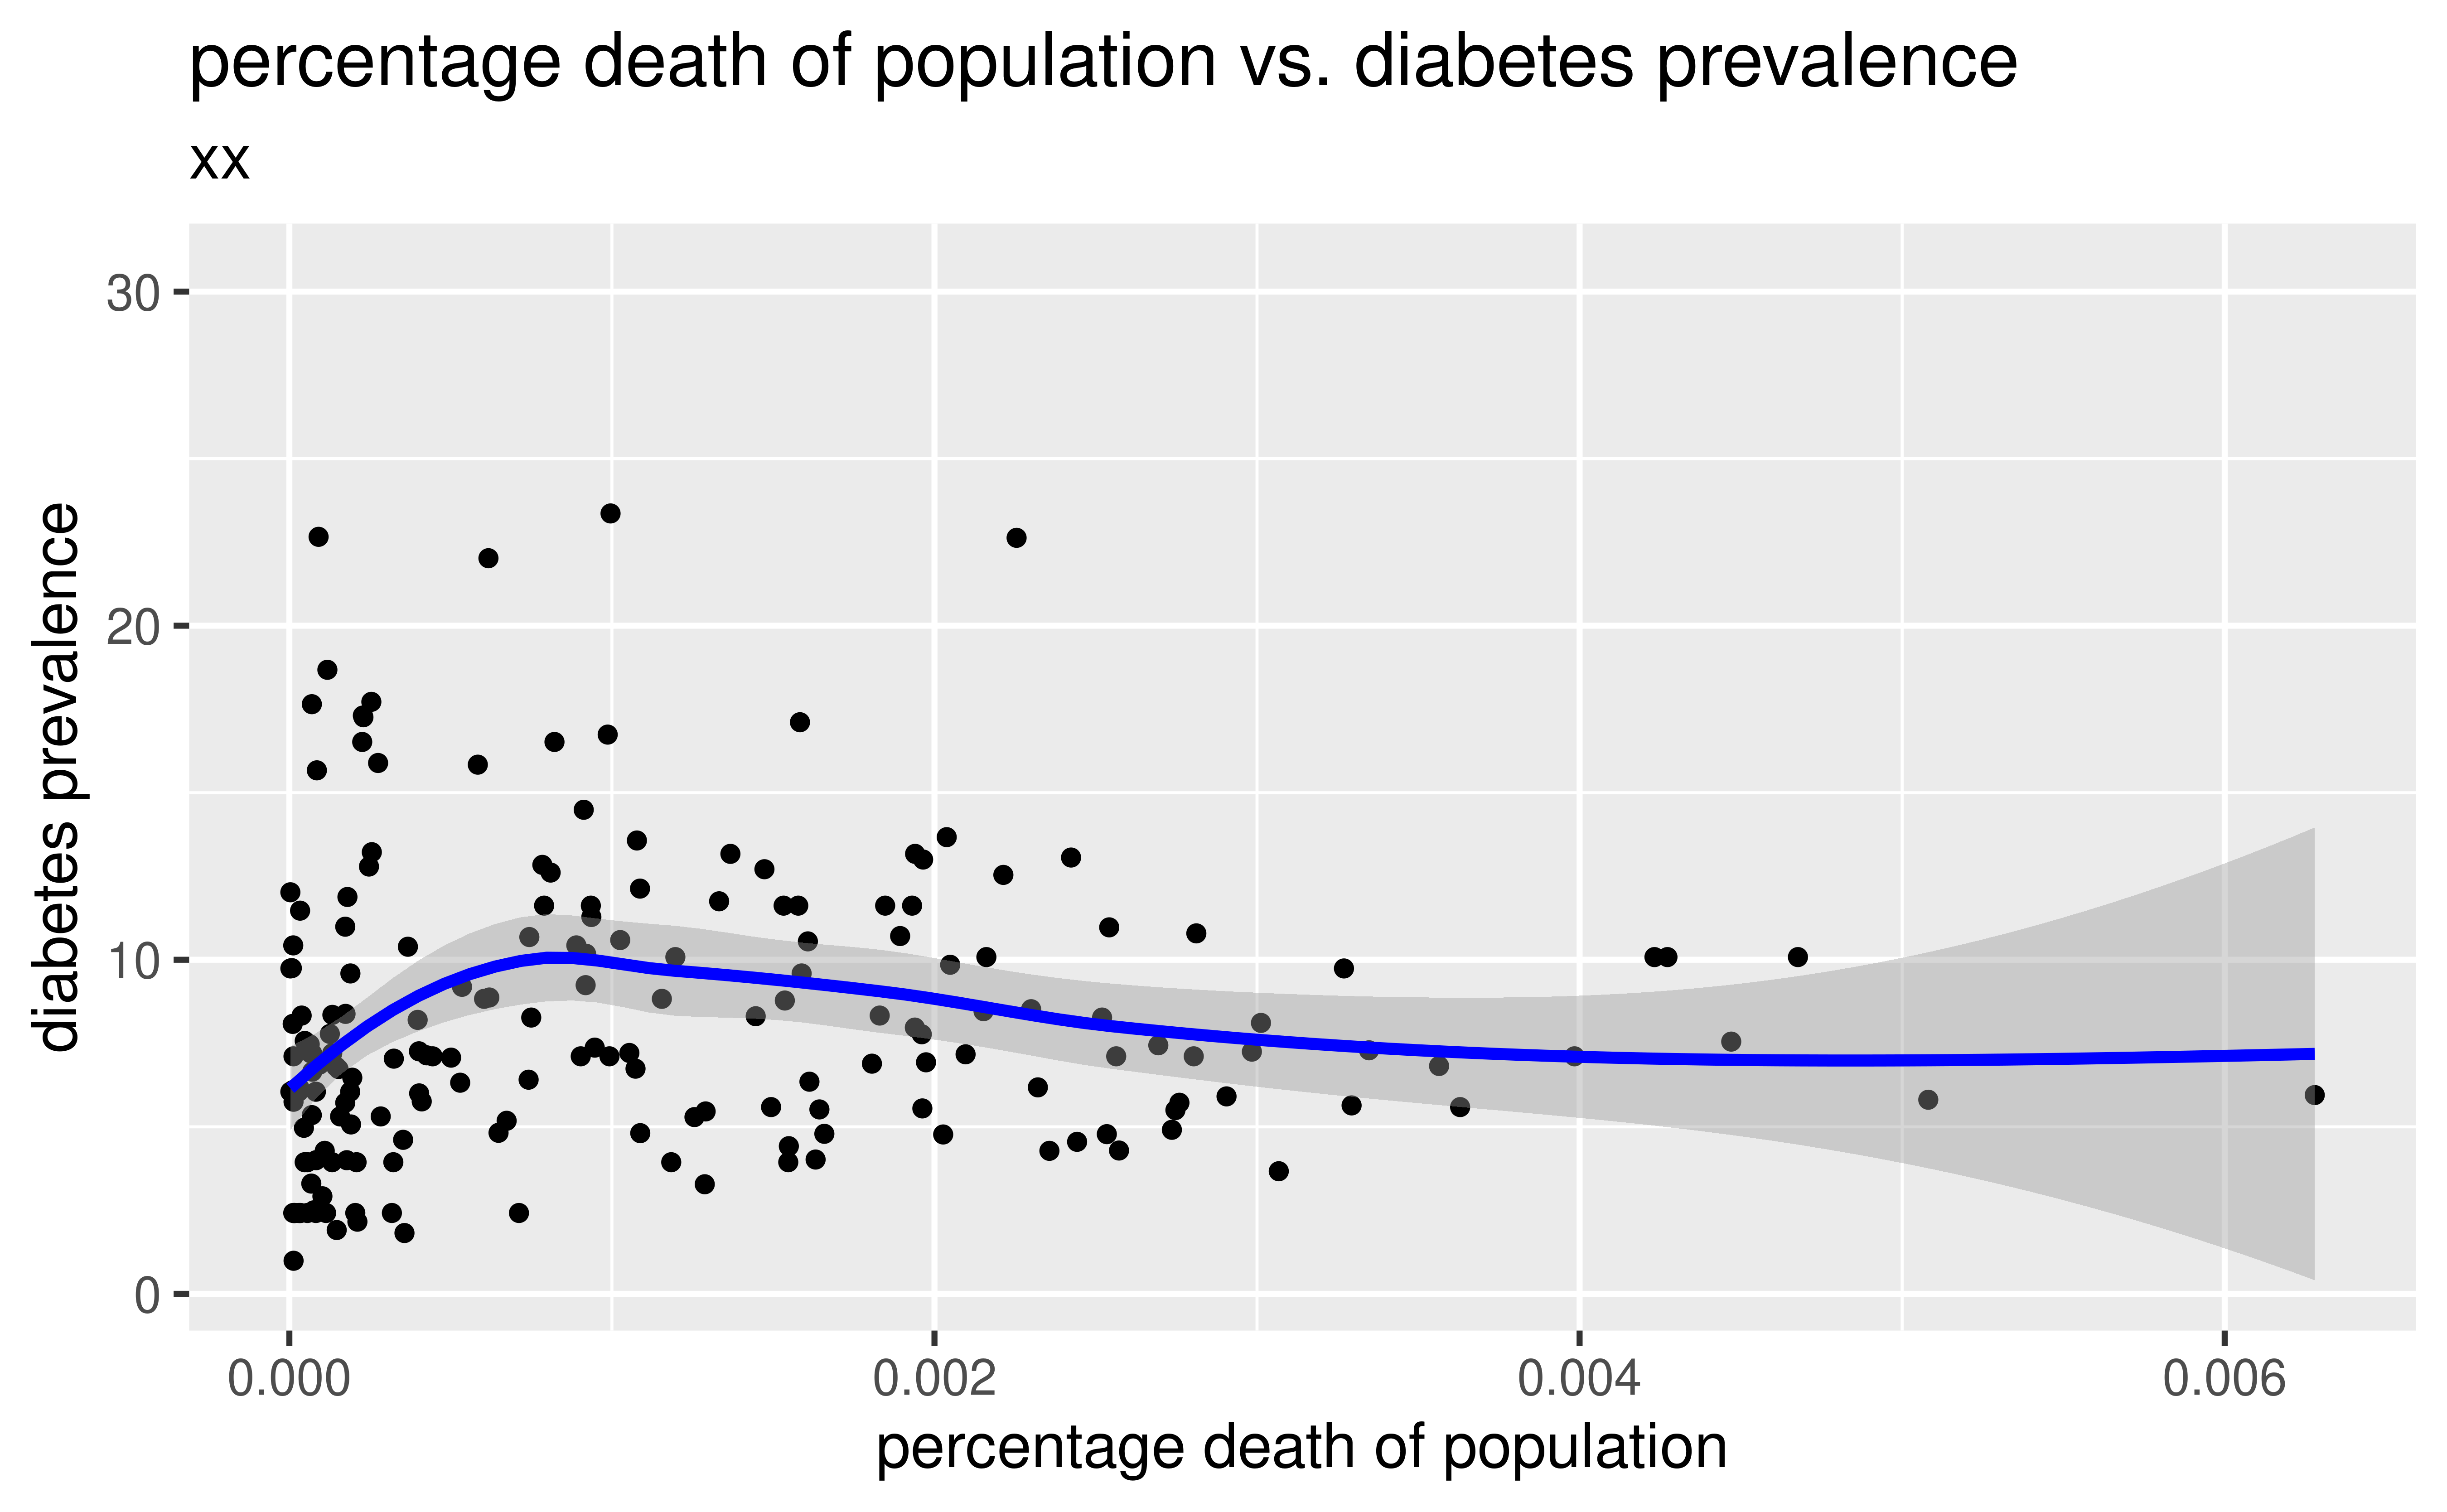 percentage death of population vs. diabetes prevalence
xx
30
20
10
0
diabetes prevalence
0.000 0.002 0.004 0.006
percentage death of population